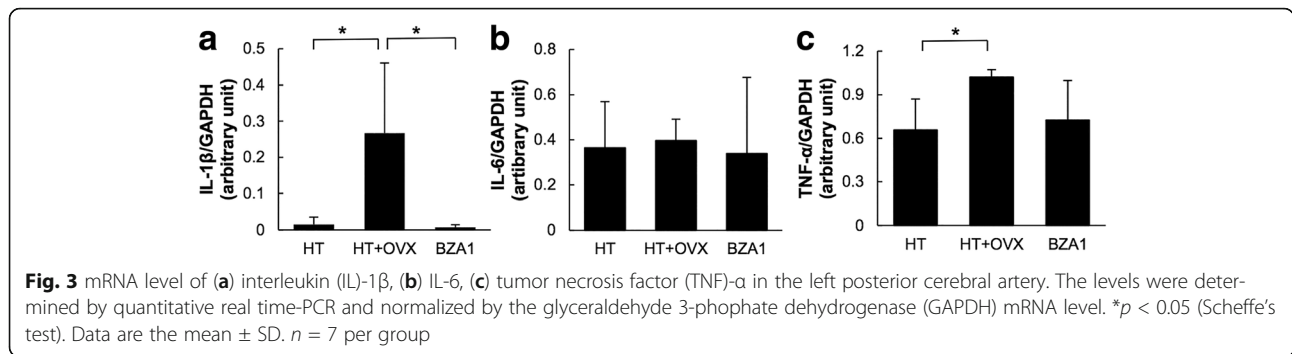 a
*
*
0.5
0.4
0.3
0.2
0.1
0
IL-1β/GAPDH
(arbitrary unit)
HT HT+OVX BZA1
b
0.8
0.6
0.4
0.2
0
IL-6/GAPDH
(artibrary unit)
HT HT+OVX BZA1
c
*
1.2
0.9
0.6
0.3
0
TNF-α/GAPDH
(arbitrary unit)
HT HT+OVX BZA1
Fig. 3 mRNA level of (a) interleukin (IL)-1β, (b) IL-6, (c) tumor necrosis factor (TNF)-α in the left posterior cerebral artery. The levels were deter-
mined by quantitative real time-PCR and normalized by the glyceraldehyde 3-phophate dehydrogenase (GAPDH) mRNA level. *p < 0.05 (Scheffe's
test). Data are the mean ± SD. n = 7 per group